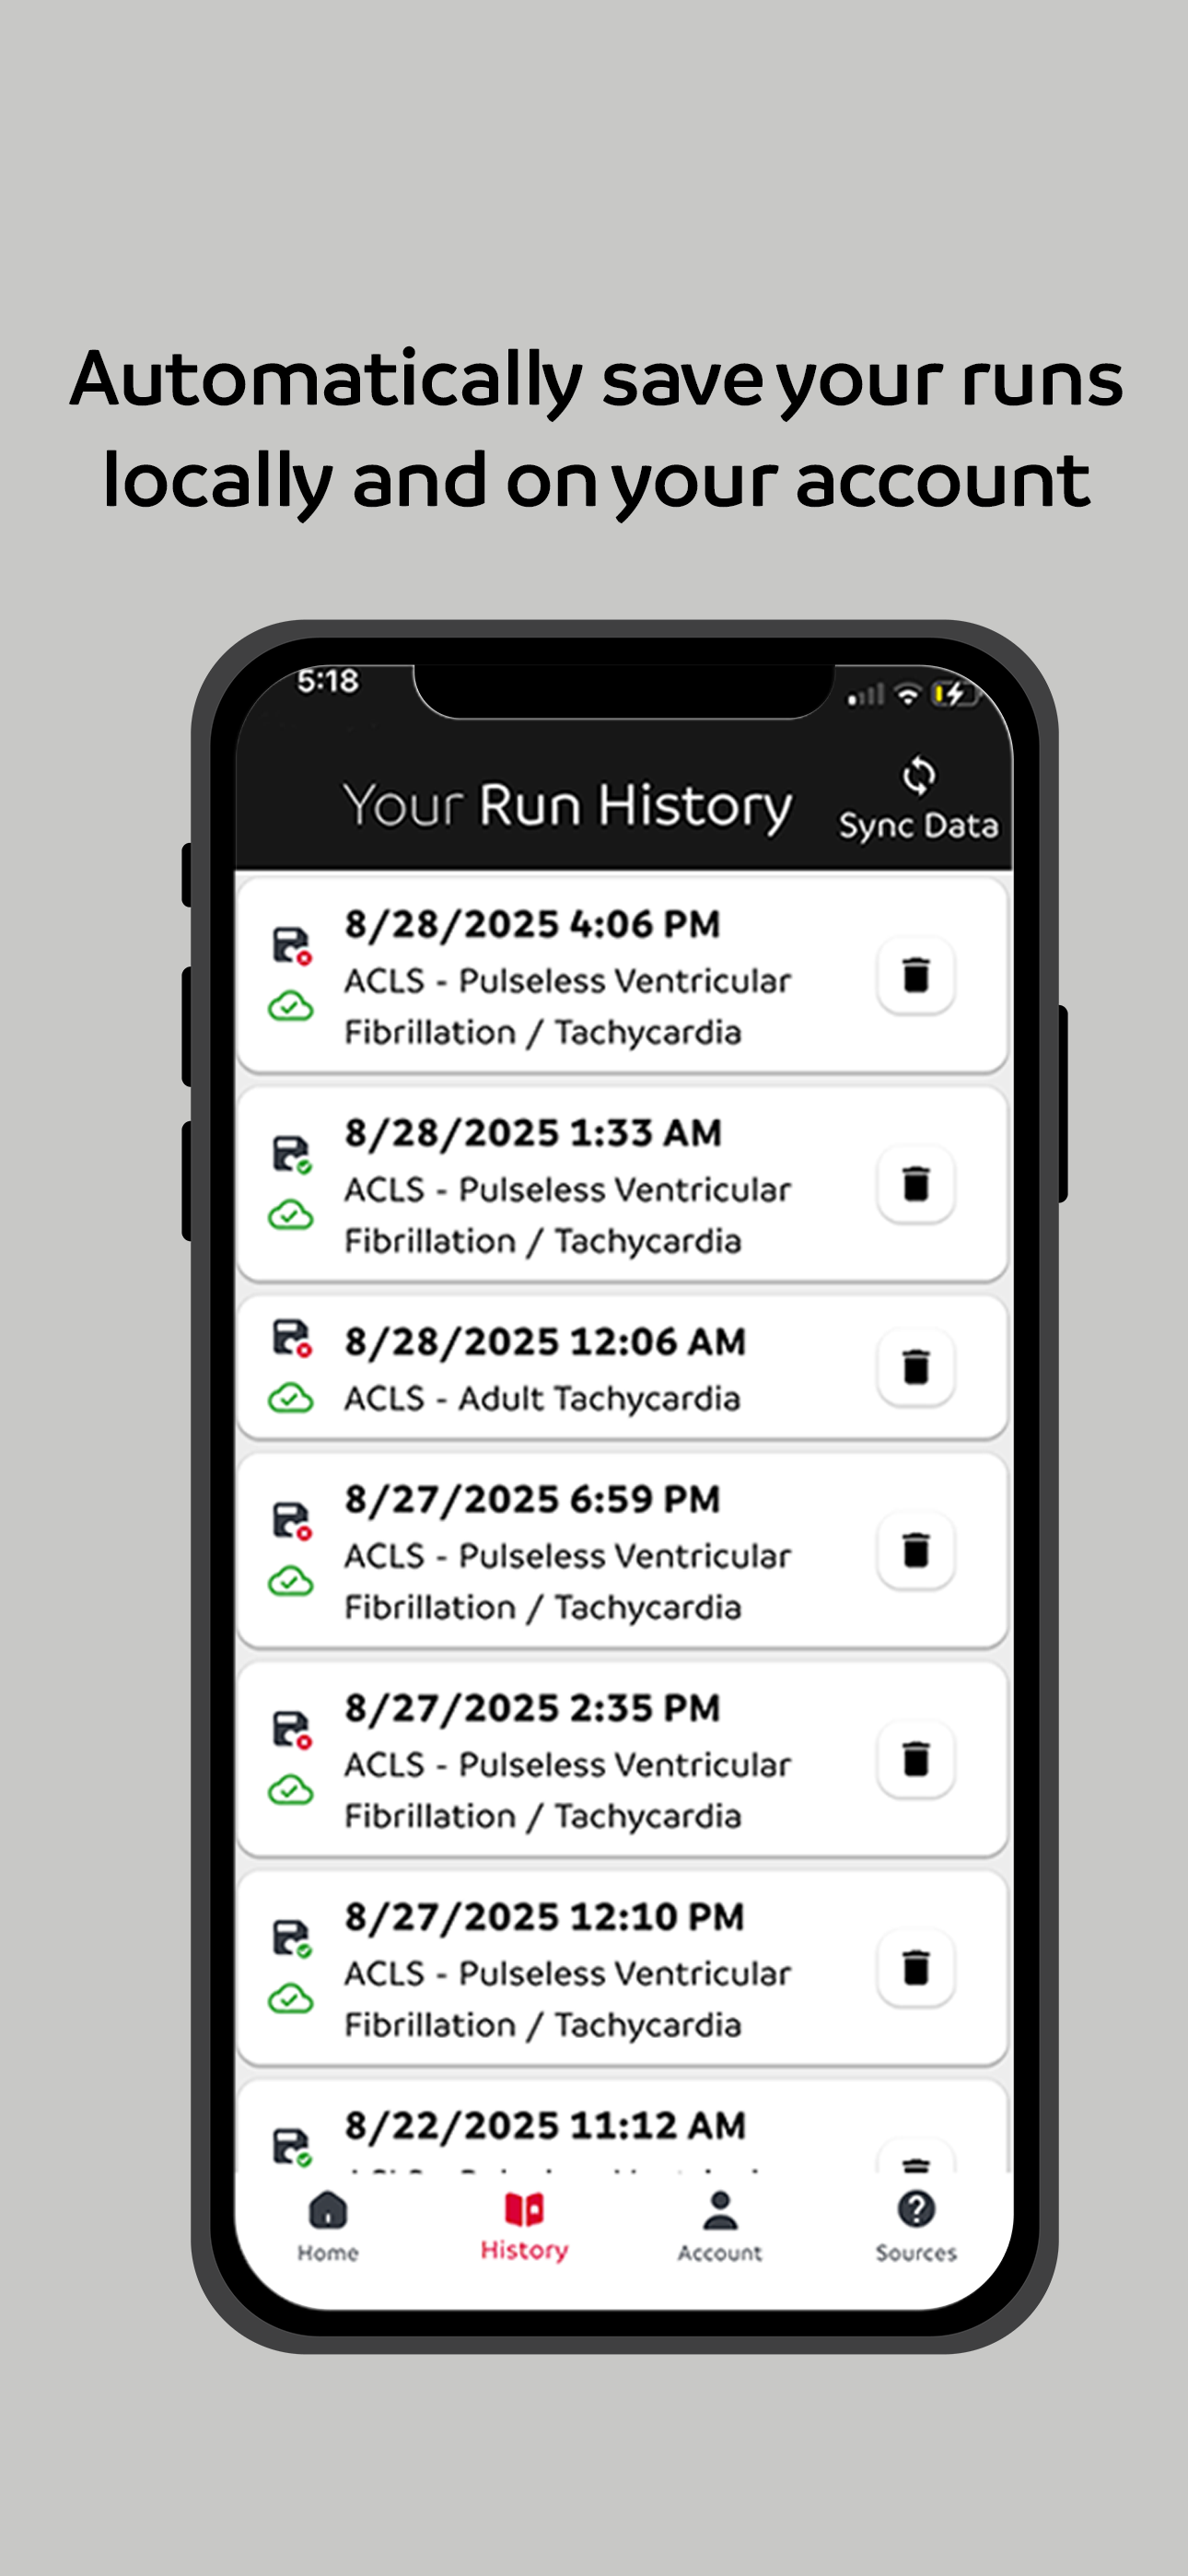 Automatically save your runs
locally and on your account
5:18
Your Run History
Sync Data
8/28/2025 4:06 PM
ACLS - Pulseless Ventricular
Fibrillation / Tachycardia
8/28/2025 1:33 AM
ACLS - Pulseless Ventricular
Fibrillation / Tachycardia
8/28/2025 12:06 AM
ACLS - Adult Tachycardia
8/27/2025 6:59 PM
ACLS - Pulseless Ventricular
Fibrillation / Tachycardia
8/27/2025 2:35 PM
ACLS - Pulseless Ventricular
Fibrillation / Tachycardia
8/27/2025 12:10 PM
ACLS - Pulseless Ventricular
Fibrillation / Tachycardia
8/22/2025 11:12 AM
Home
History
Account
Sources